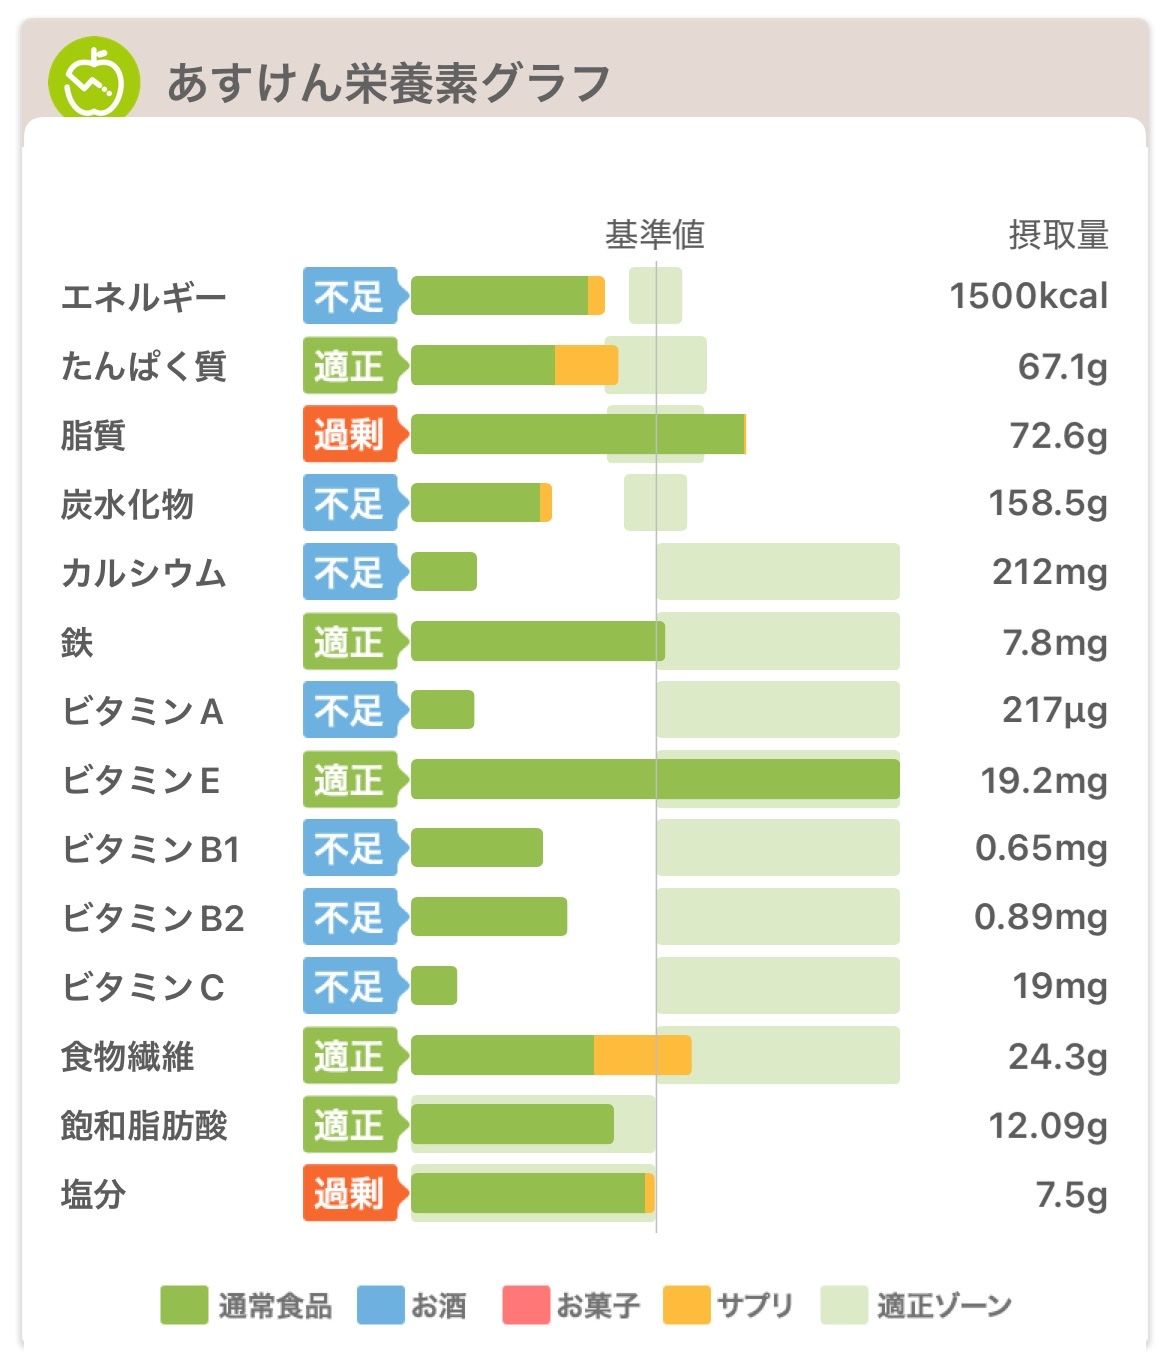 あすけん栄養素グラフ
基準値 摂取量
エネルギー 不足 1500kcal
たんぱく質 適正 67.1g
脂質 過剰 72.6g
炭水化物 不足 158.5g
カルシウム 不足 212mg
鉄 適正 7.8mg
ビタミンA 不足 217µg
ビタミンE 適正 19.2mg
ビタミンB1 不足 0.65mg
ビタミンB2 不足 0.89mg
ビタミンC 不足 19mg
食物繊維 適正 24.3g
飽和脂肪酸 適正 12.09g
塩分 過剰 7.5g
通常食品 お酒 お菓子 サプリ 適正ゾーン